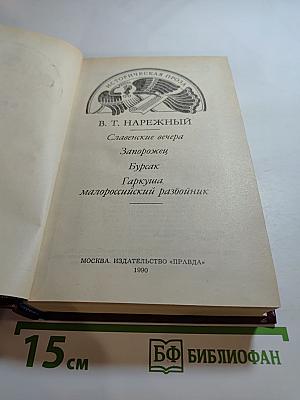 ИСТОРИЧЕСКАЯ ПРОЗА
В. Т. НАРЕЖНЫЙ
Славенские вечера
Запорожец
Бурсак
Гаркуша,
малороссийский разбойник
МОСКВА. ИЗДАТЕЛЬСТВО «ПРАВДА»
1990
15 см
БФ БИБЛИОФАН